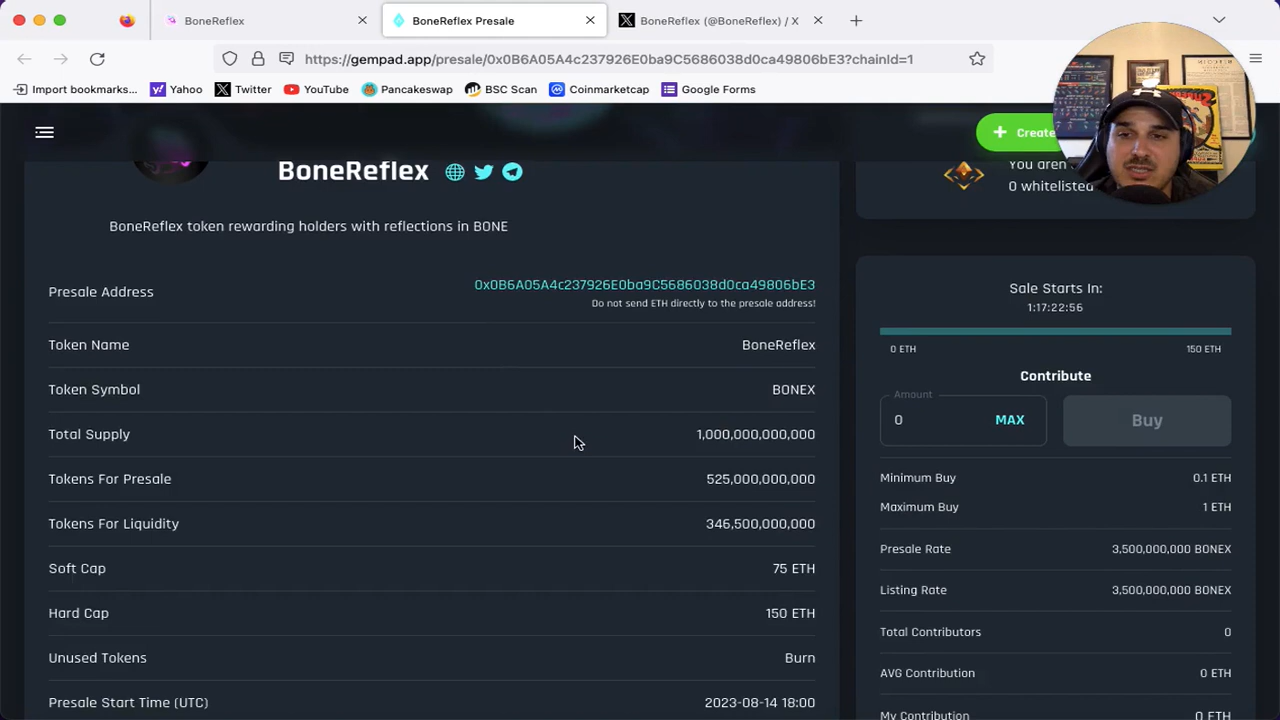 BoneReflex
BoneReflex Presale
BoneReflex (@BoneReflex) / X
https://gempad.app/presale/0x0B6A05A4c237926E0ba9C5686038d0ca49806bE3?chainId=1
Import bookmarks...
Yahoo
Twitter
YouTube
Pancakeswap
BSC Scan
Coinmarketcap
Google Forms
Create
BoneReflex
You aren
0 whitelisted
BoneReflex token rewarding holders with reflections in BONE
Presale Address
0x0B6A05A4c237926E0ba9C5686038d0ca49806bE3
Do not send ETH directly to the presale address!
Token Name
BoneReflex
Token Symbol
BONEX
Total Supply
1,000,000,000,000
Tokens For Presale
525,000,000,000
Tokens For Liquidity
346,500,000,000
Soft Cap
75 ETH
Hard Cap
150 ETH
Unused Tokens
Burn
Presale Start Time (UTC)
2023-08-14 18:00
Sale Starts In:
1:17:22:56
0 ETH
150 ETH
Contribute
Amount
0
MAX
Buy
Minimum Buy
0.1 ETH
Maximum Buy
1 ETH
Presale Rate
3,500,000,000 BONEX
Listing Rate
3,500,000,000 BONEX
Total Contributors
0
AVG Contribution
0 ETH
My Contribution
0 ETH